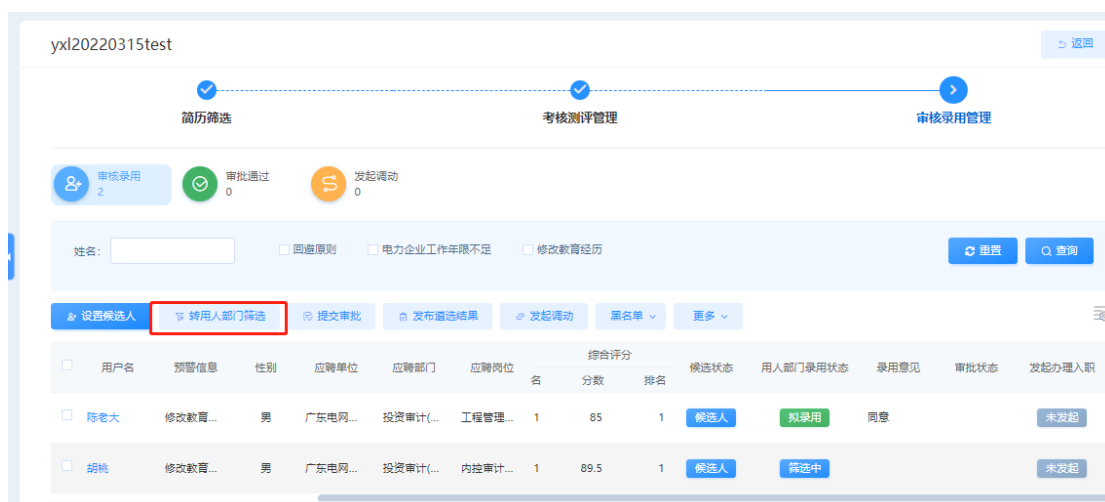 yxl20220315test
返回
简历筛选 考核测评管理 审核录用管理
审核录用 审批通过 发起调动
2 0 0
姓名： 回避原则 电力企业工作年限不足 修改教育经历 重置 查询
设置候选人 转用人部门筛选 提交审批 发布遴选结果 发起调动 黑名单 更多
综合评分
用户名 预警信息 性别 应聘单位 应聘部门 应聘岗位 候选状态 用人部门录用状态 录用意见 审批状态 发起办理入职
名 分数 排名
陈老大 修改教育... 男 广东电网... 投资审计(... 工程管理... 1 85 1 候选人 拟录用 同意 未发起
胡桃 修改教育... 男 广东电网... 投资审计(... 内控审计... 1 89.5 1 候选人 筛选中 未发起